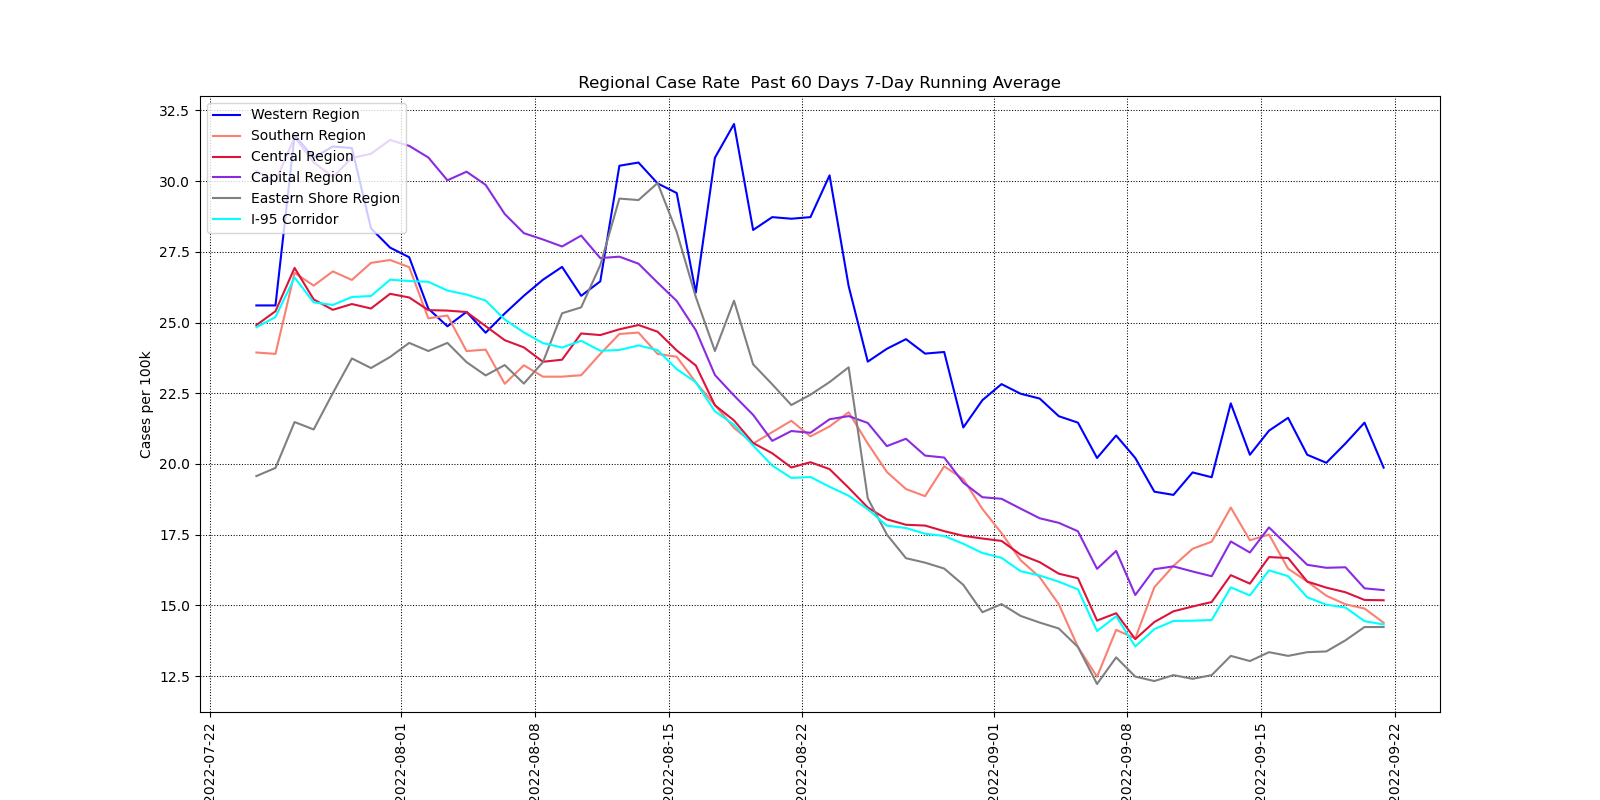 Regional Case Rate  Past 60 Days 7-Day Running Average
32.5
30.0
27.5
25.0
22.5
20.0
17.5
15.0
12.5
Cases per 100k
Western Region
Southern Region
Central Region
Capital Region
Eastern Shore Region
I-95 Corridor
2022-07-22
2022-08-01
2022-08-08
2022-08-15
2022-08-22
2022-09-01
2022-09-08
2022-09-15
2022-09-22